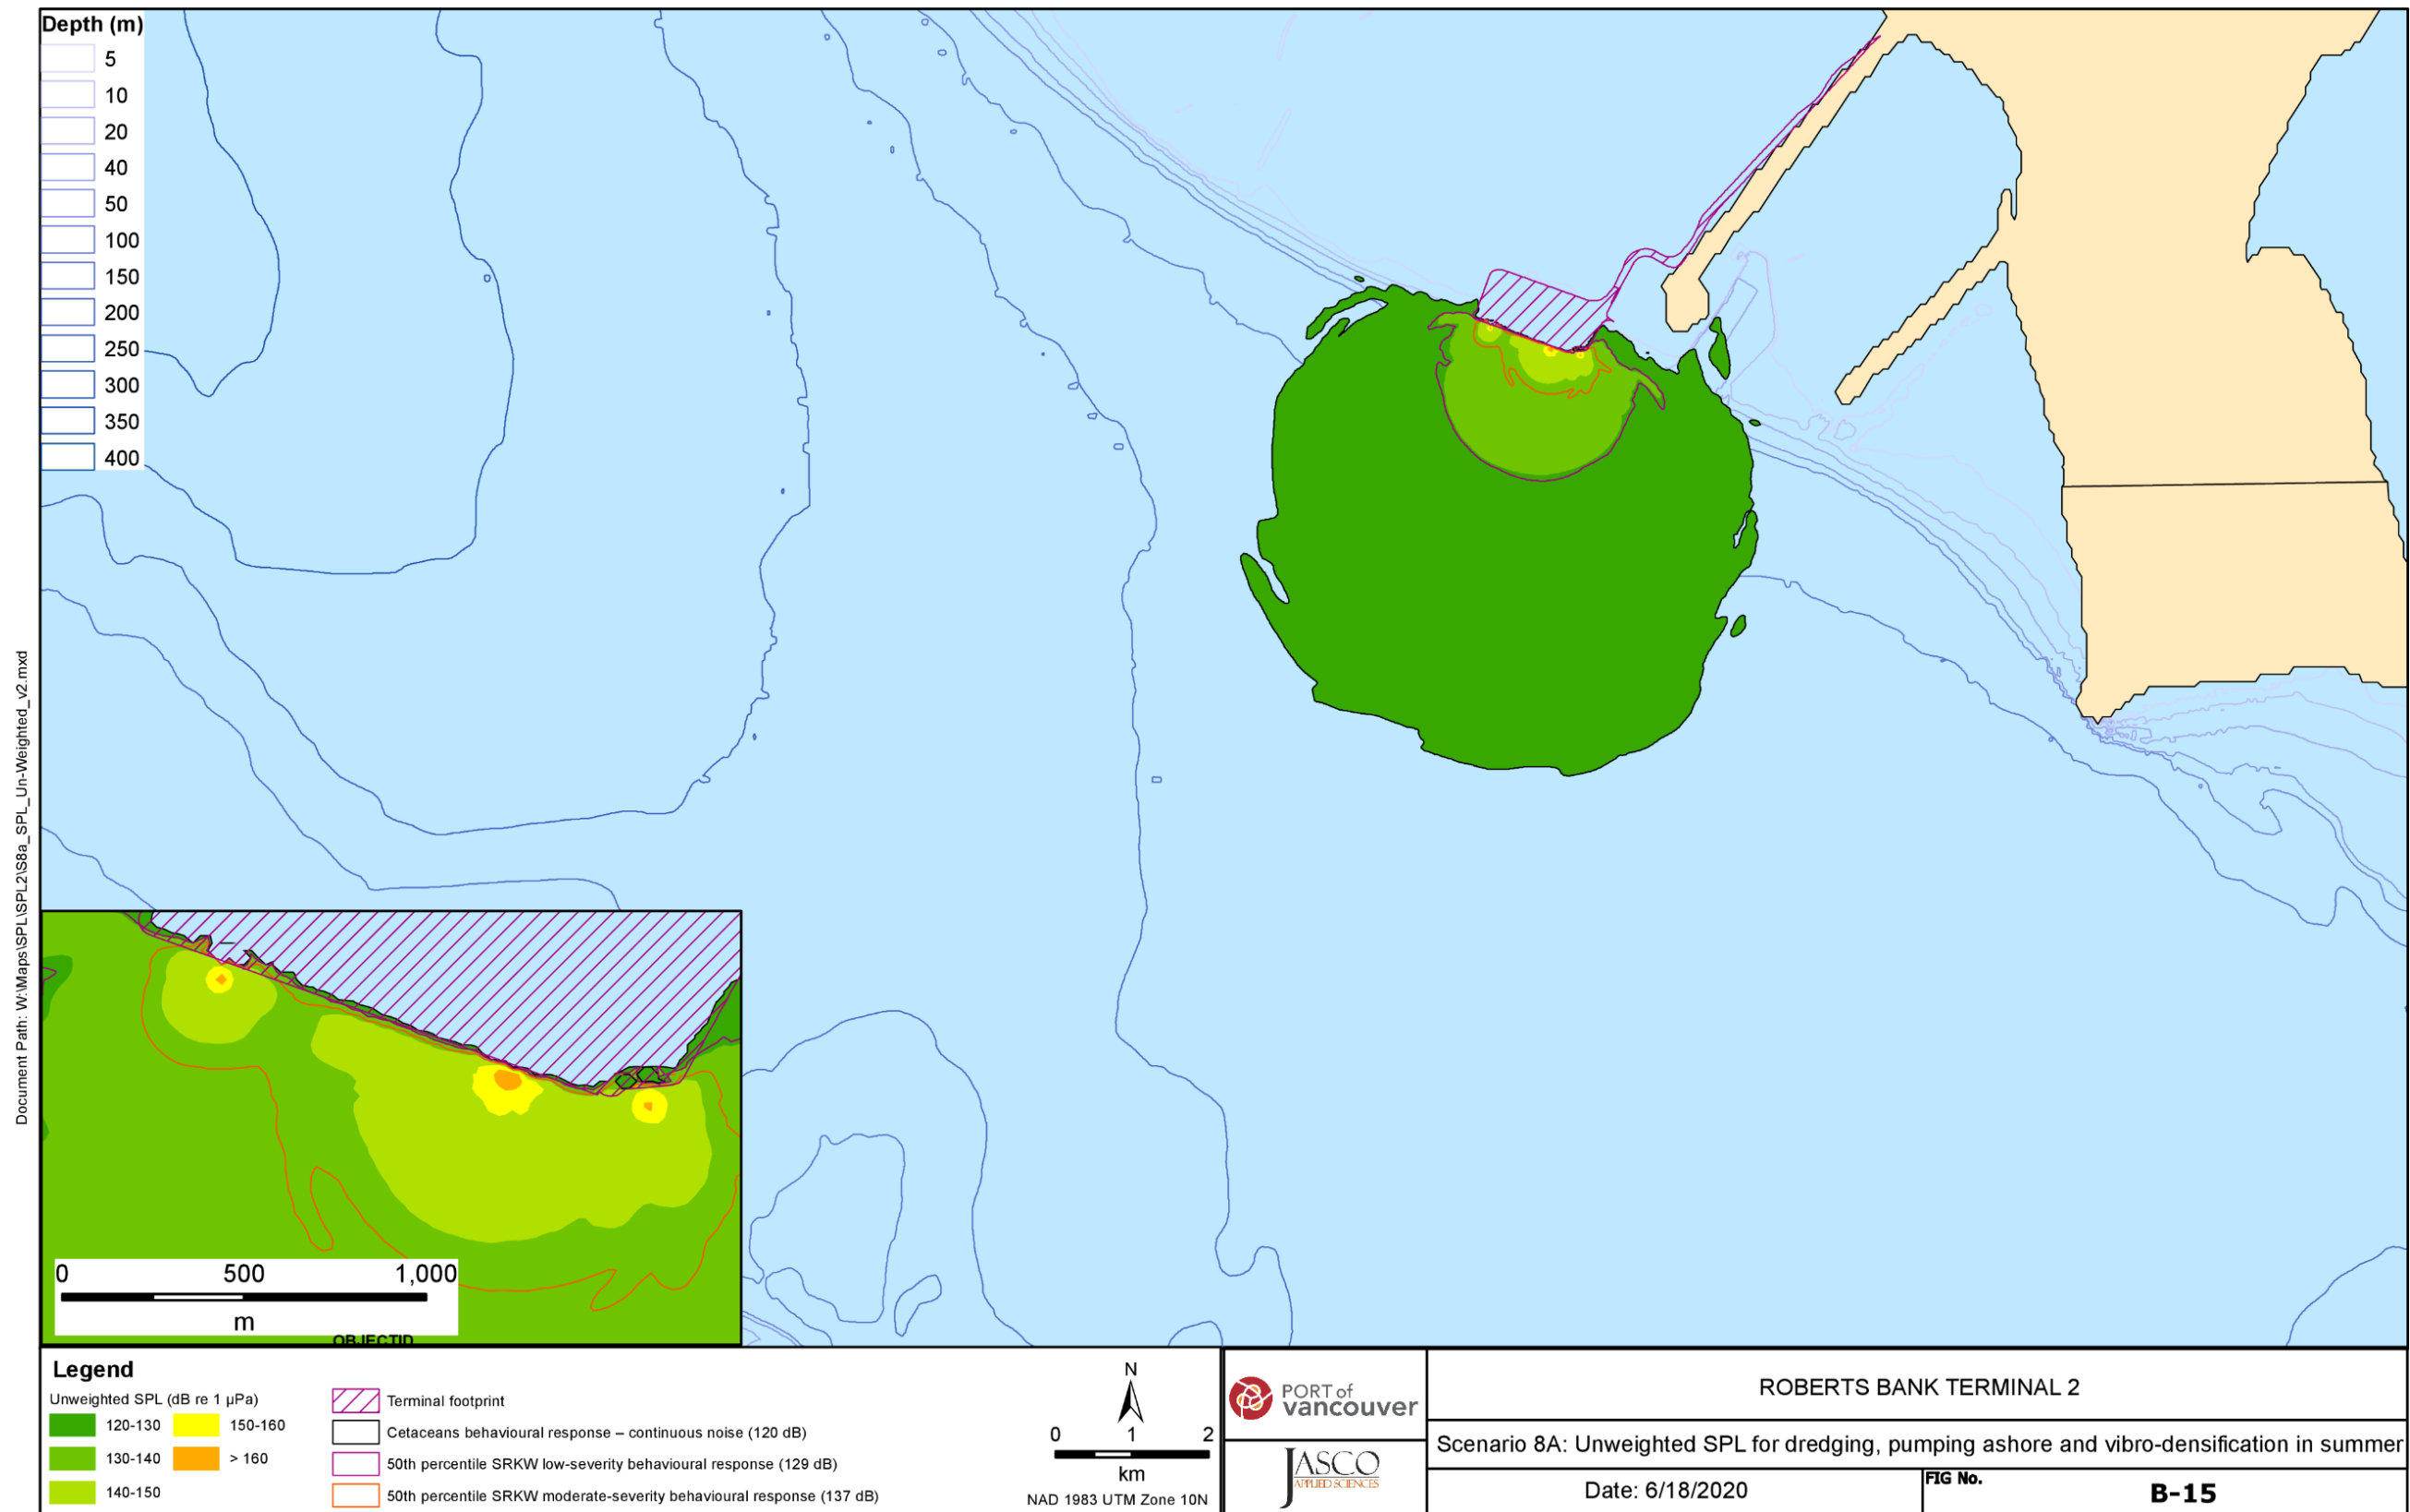 Depth (m)
5
10
20
40
50
100
150
200
250
300
350
400
Document Path: W:\Maps\SPL\SPL2\S8a_SPL_Un-Weighted_v2.mxd
0 500 1,000
m
OBJECTID
Legend
Unweighted SPL (dB re 1 µPa)
120-130
130-140
140-150
150-160
> 160
Terminal footprint
Cetaceans behavioural response – continuous noise (120 dB)
50th percentile SRKW low-severity behavioural response (129 dB)
50th percentile SRKW moderate-severity behavioural response (137 dB)
N
0 1 2
km
NAD 1983 UTM Zone 10N
PORT of
vancouver
JASCO
APPLIED SCIENCES
ROBERTS BANK TERMINAL 2
Scenario 8A: Unweighted SPL for dredging, pumping ashore and vibro-densification in summer
Date: 6/18/2020
FIG No.
B-15